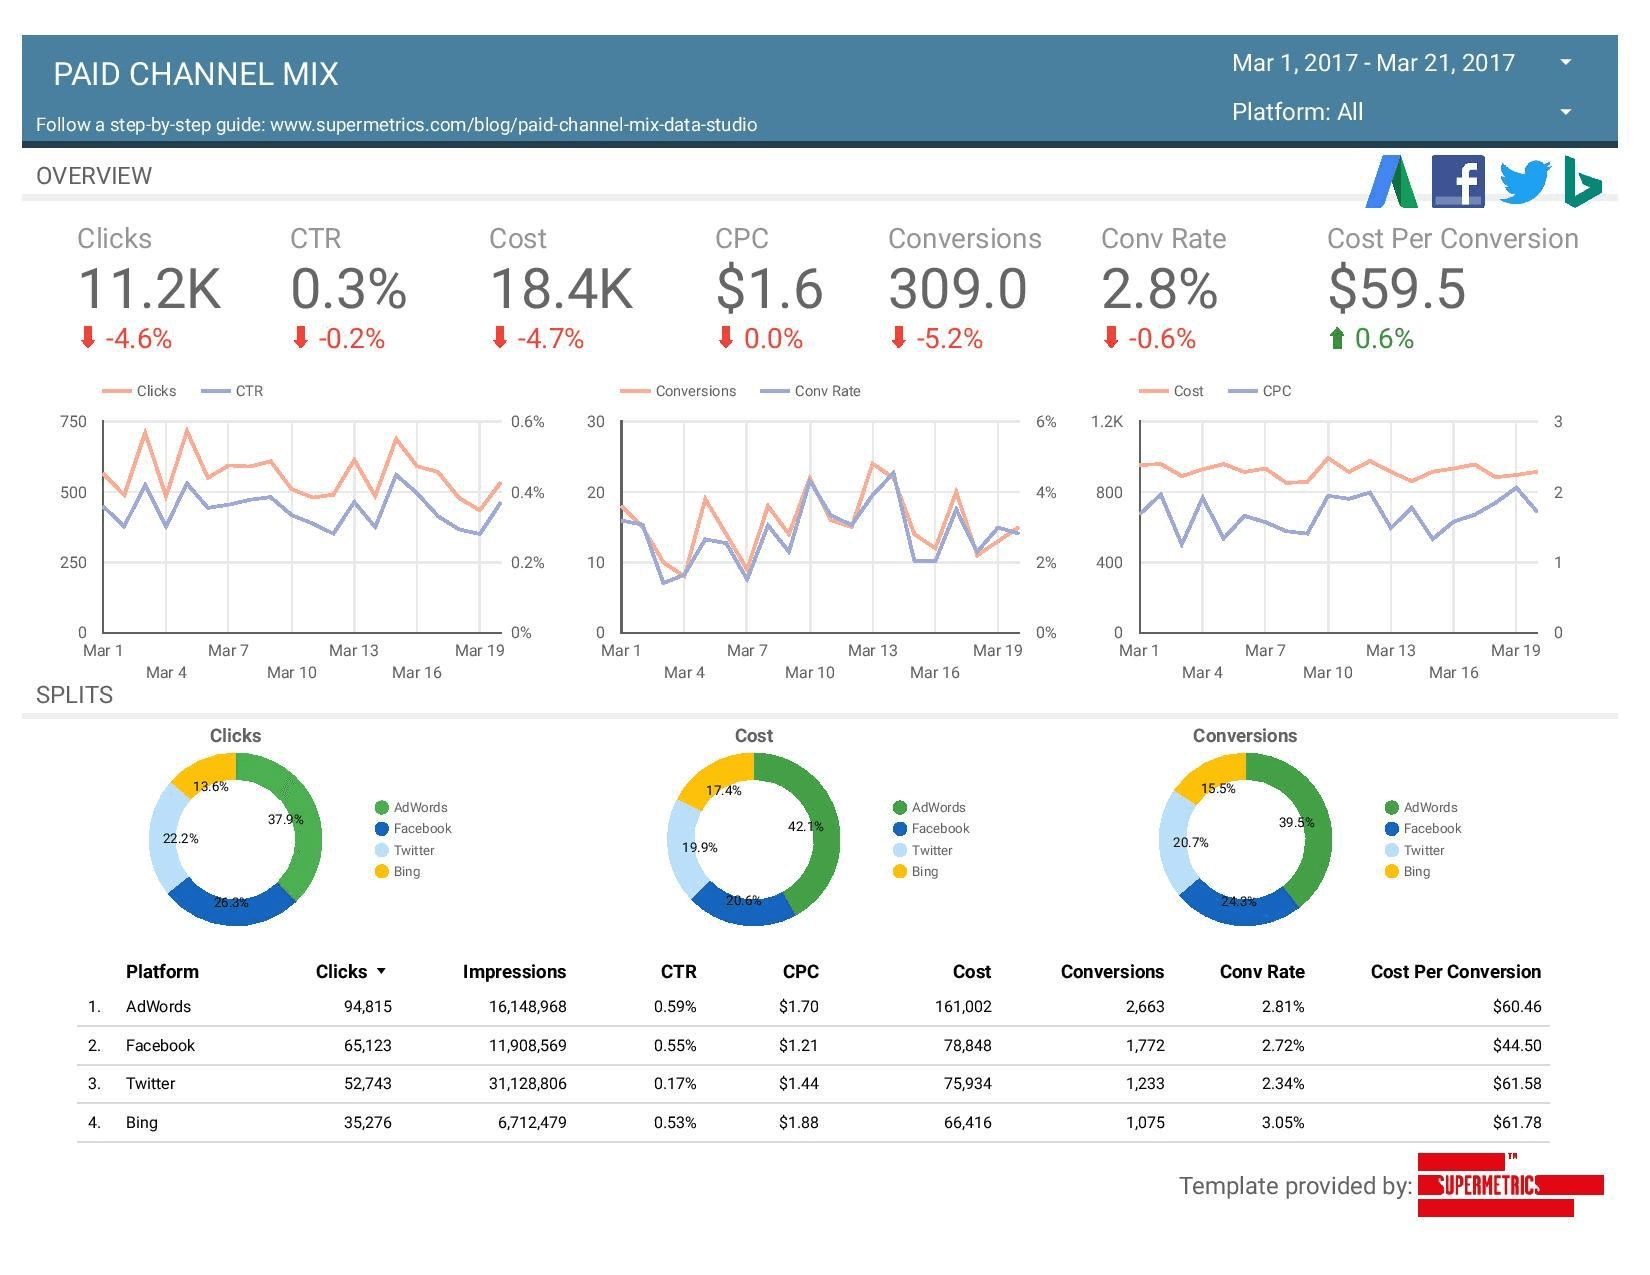 PAID CHANNEL MIX
Mar 1, 2017 - Mar 21, 2017
Follow a step-by-step guide: www.supermetrics.com/blog/paid-channel-mix-data-studio
Platform: All
OVERVIEW
Clicks CTR Cost CPC Conversions Conv Rate Cost Per Conversion
11.2K 0.3% 18.4K $1.6 309.0 2.8% $59.5
-4.6% -0.2% -4.7% 0.0% -5.2% -0.6% 0.6%
Clicks CTR
750 0.6%
500 0.4%
250 0.2%
0 0%
Mar 1 Mar 7 Mar 13 Mar 19
Mar 4 Mar 10 Mar 16
Conversions Conv Rate
30 6%
20 4%
10 2%
0 0%
Mar 1 Mar 7 Mar 13 Mar 19
Mar 4 Mar 10 Mar 16
Cost CPC
1.2K 3
800 2
400 1
0 0
Mar 1 Mar 7 Mar 13 Mar 19
Mar 4 Mar 10 Mar 16
SPLITS
Clicks
13.6%
37.9%
22.2%
26.3%
AdWords
Facebook
Twitter
Bing
Cost
17.4%
42.1%
19.9%
20.6%
AdWords
Facebook
Twitter
Bing
Conversions
15.5%
39.5%
20.7%
24.3%
AdWords
Facebook
Twitter
Bing
Platform Clicks Impressions CTR CPC Cost Conversions Conv Rate Cost Per Conversion
1. AdWords 94,815 16,148,968 0.59% $1.70 161,002 2,663 2.81% $60.46
2. Facebook 65,123 11,908,569 0.55% $1.21 78,848 1,772 2.72% $44.50
3. Twitter 52,743 31,128,806 0.17% $1.44 75,934 1,233 2.34% $61.58
4. Bing 35,276 6,712,479 0.53% $1.88 66,416 1,075 3.05% $61.78
Template provided by:
SUPERMETRICS™